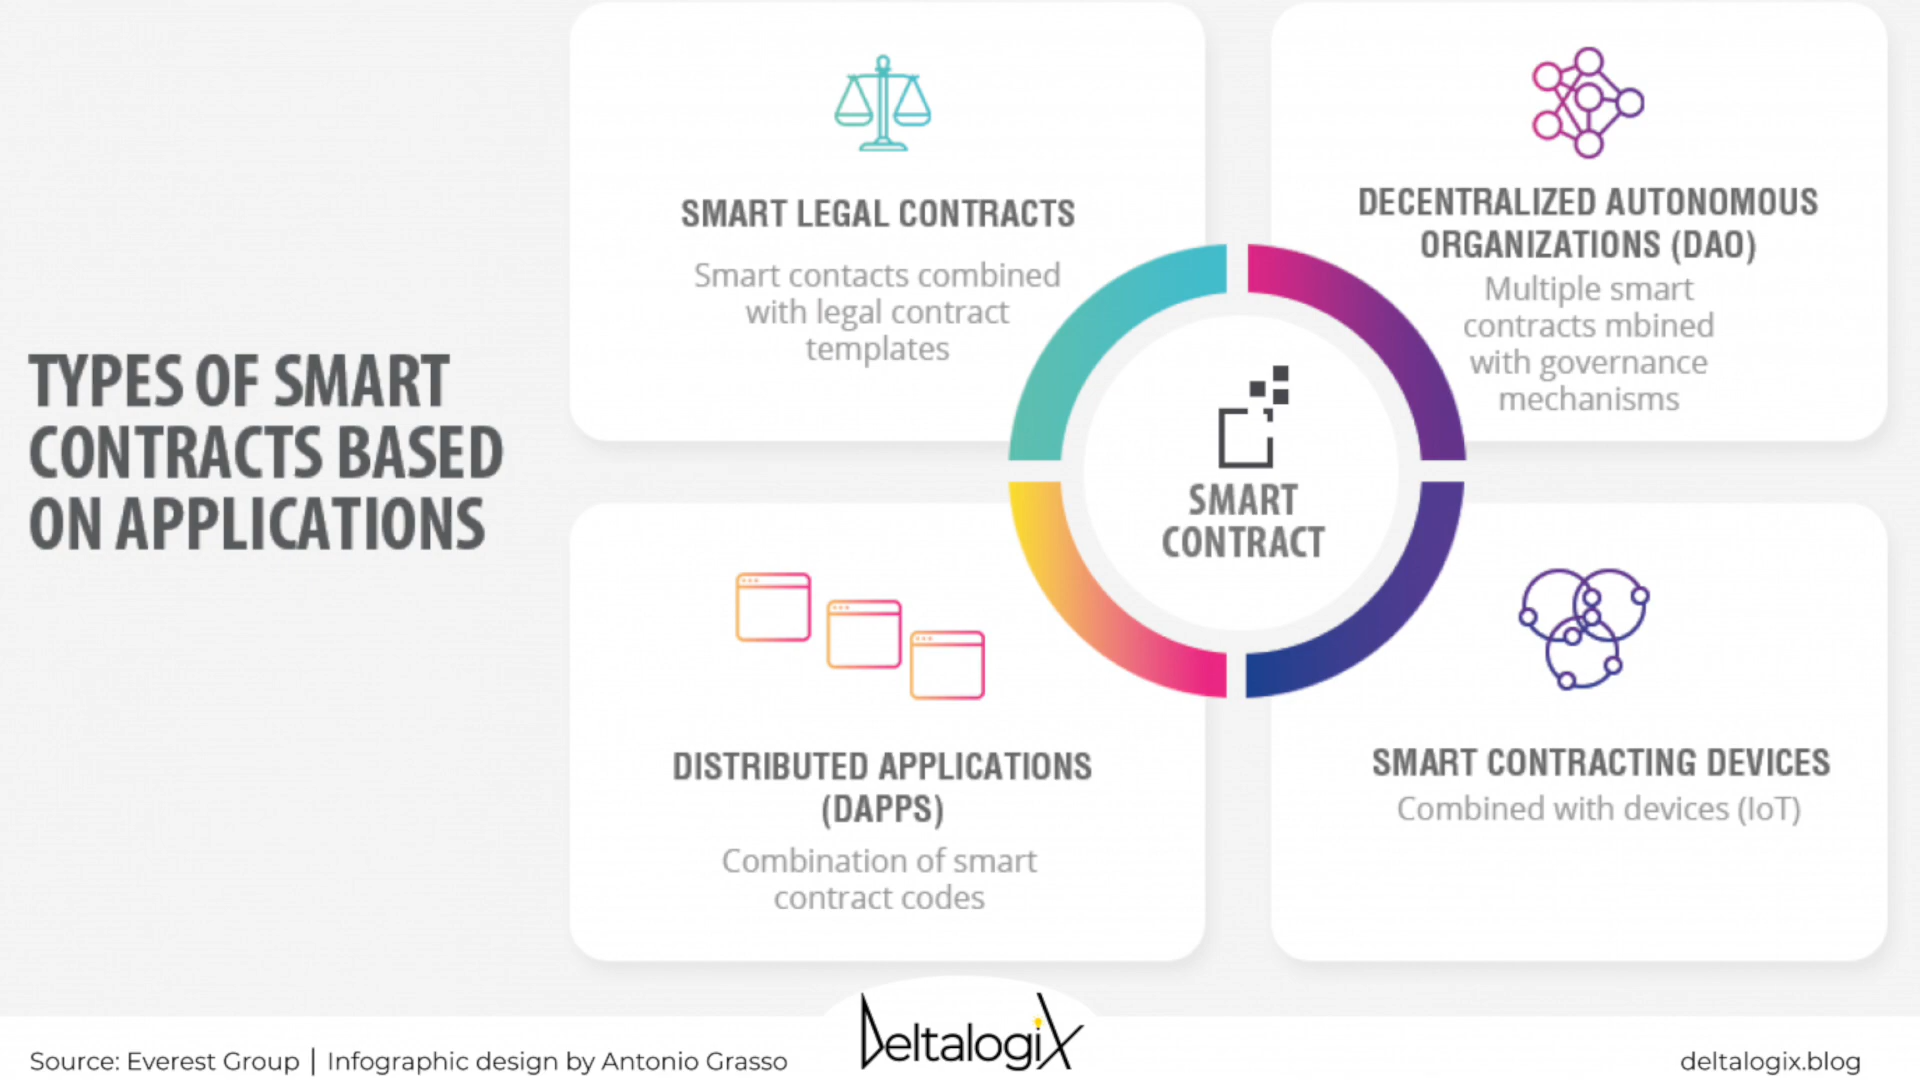 TYPES OF SMART
CONTRACTS BASED
ON APPLICATIONS
SMART LEGAL CONTRACTS
Smart contacts combined
with legal contract
templates
DECENTRALIZED AUTONOMOUS
ORGANIZATIONS (DAO)
Multiple smart
contracts mbined
with governance
mechanisms
SMART
CONTRACT
DISTRIBUTED APPLICATIONS
(DAPPS)
Combination of smart
contract codes
SMART CONTRACTING DEVICES
Combined with devices (IoT)
Source: Everest Group | Infographic design by Antonio Grasso
DeltalogiX
deltalogix.blog